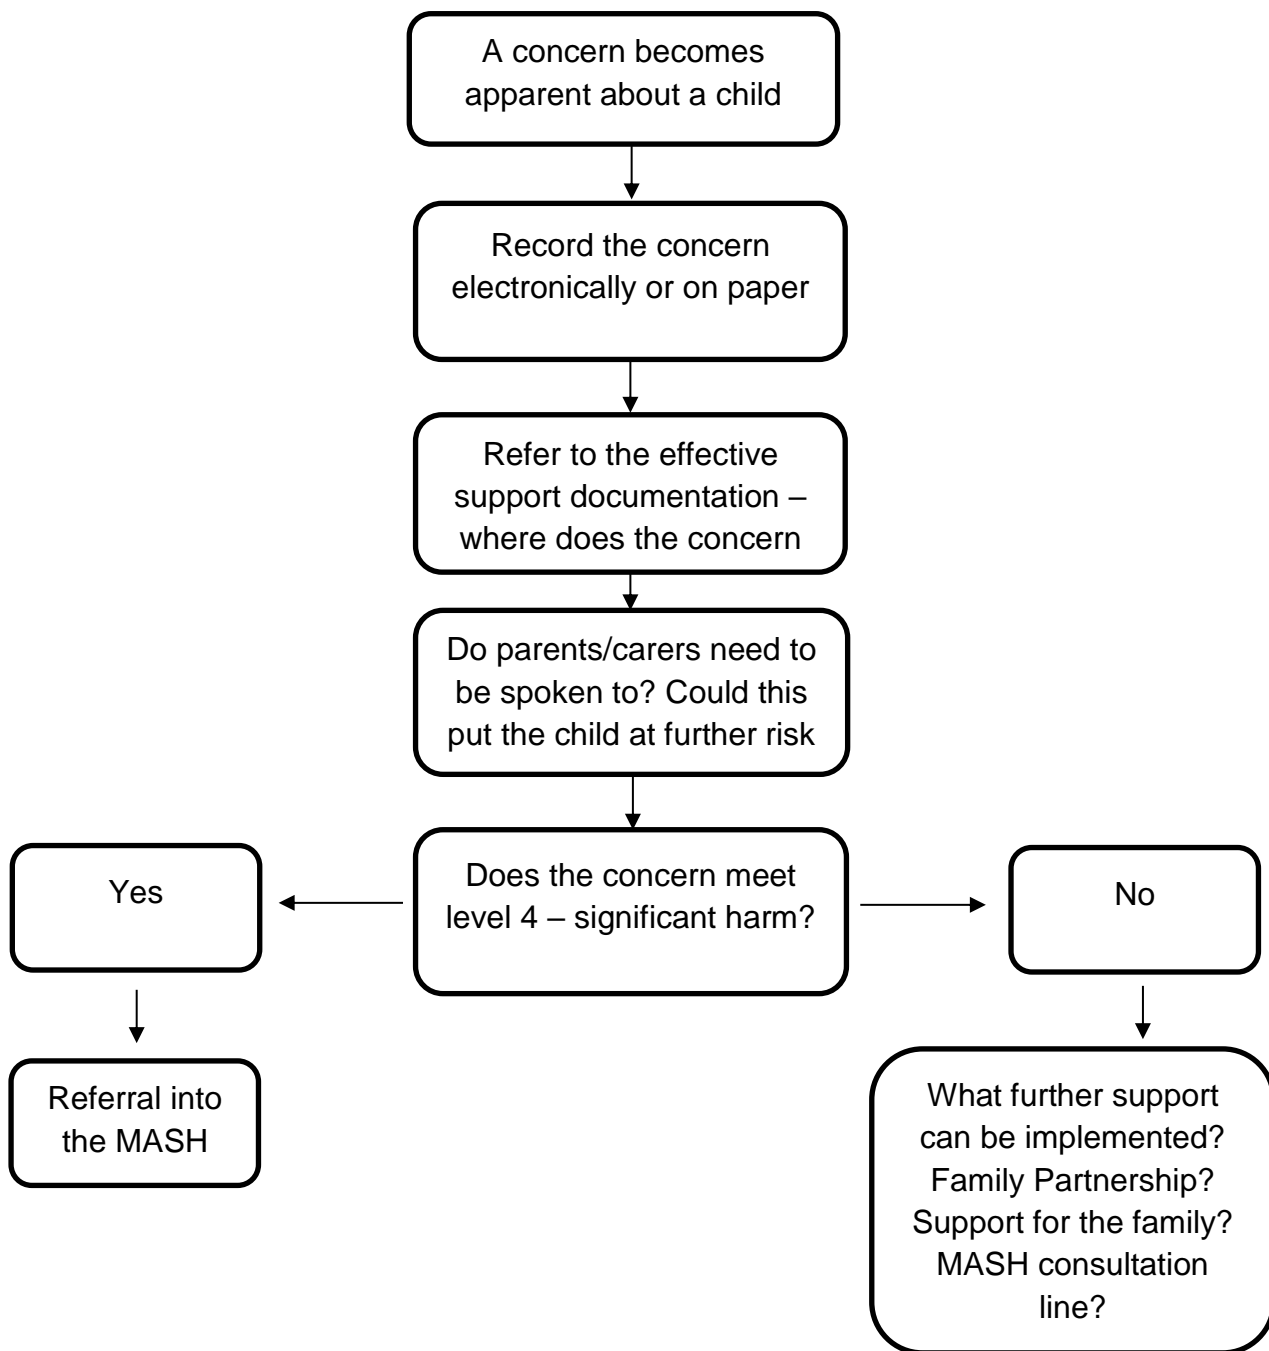 A concern becomes
apparent about a child
Record the concern
electronically or on paper
Refer to the effective
support documentation –
where does the concern
Do parents/carers need to
be spoken to? Could this
put the child at further risk
Does the concern meet
level 4 – significant harm?
Yes
No
Referral into
the MASH
What further support
can be implemented?
Family Partnership?
Support for the family?
MASH consultation
line?